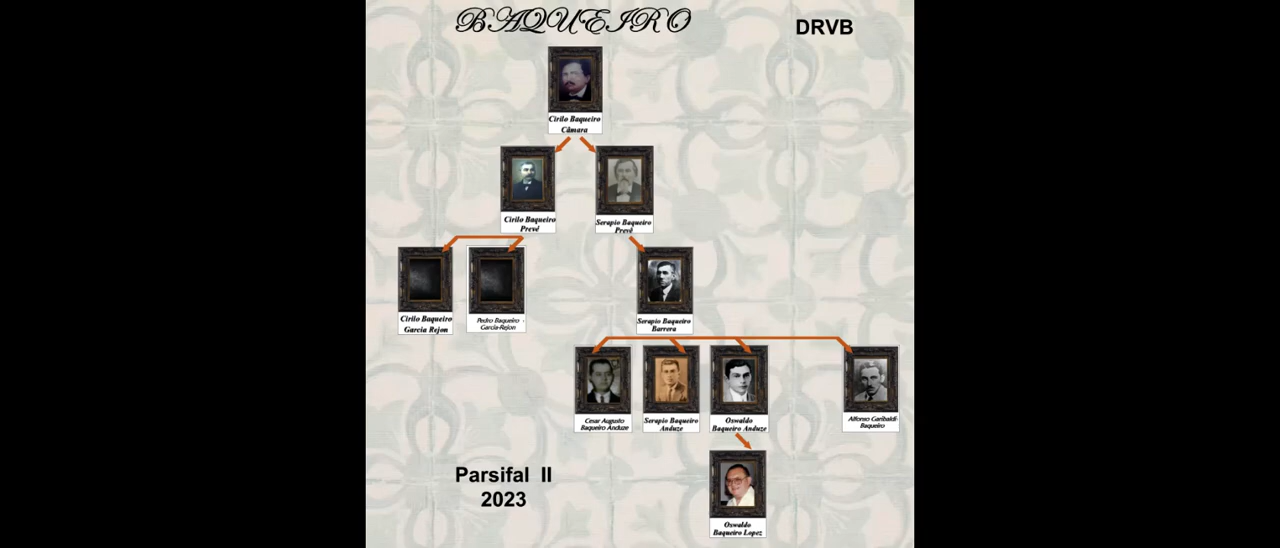 BAQUEIRO
DRVB
Cirilo Baqueiro
Câmara
Cirilo Baqueiro
Prevé
Serapio Baqueiro
Prevé
Cirilo Baqueiro
Garcia Rejon
Pedro Baqueiro -
Garcia-Rejon
Serapio Baqueiro
Barrera
Cesar Augusto
Baqueiro Anduze
Serapio Baqueiro
Anduze
Oswaldo
Baqueiro Anduze
Alfonso Garibaldi-
Baqueiro
Parsifal II
2023
Oswaldo
Baqueiro Lopez